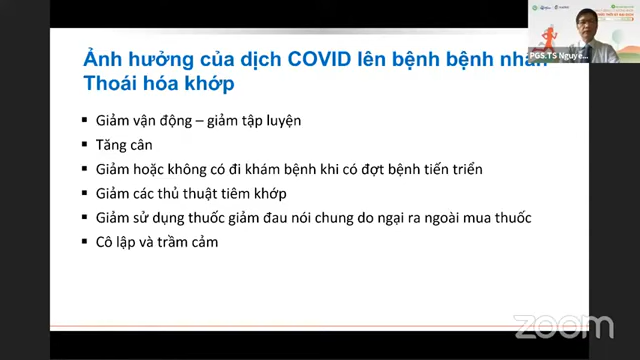 Ảnh hưởng của dịch COVID lên bệnh bệnh nhân
Thoái hóa khớp
▪ Giảm vận động – giảm tập luyện
▪ Tăng cân
▪ Giảm hoặc không có đi khám bệnh khi có đợt bệnh tiến triển
▪ Giảm các thủ thuật tiêm khớp
▪ Giảm sử dụng thuốc giảm đau nói chung do ngại ra ngoài mua thuốc
▪ Cô lập và trầm cảm
PGS.TS Nguye...
zoom